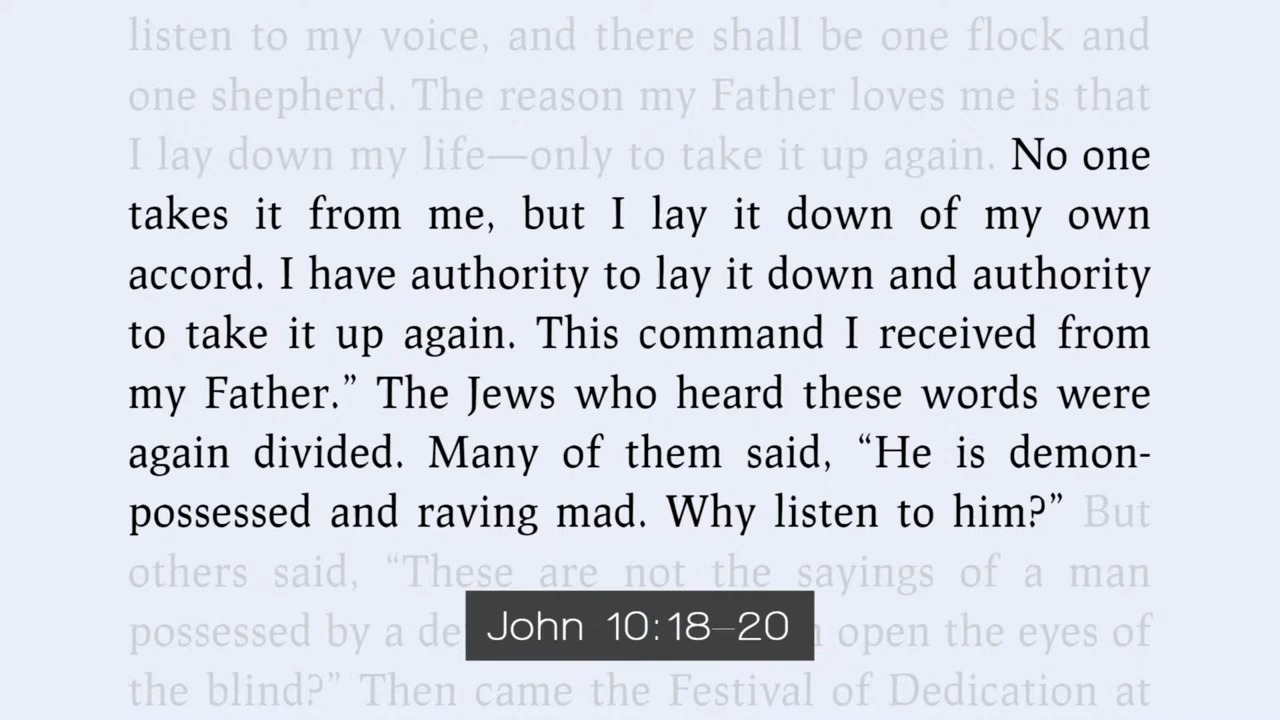 listen to my voice, and there shall be one flock and
one shepherd. The reason my Father loves me is that
I lay down my life—only to take it up again. No one
takes it from me, but I lay it down of my own
accord. I have authority to lay it down and authority
to take it up again. This command I received from
my Father.” The Jews who heard these words were
again divided. Many of them said, “He is demon-
possessed and raving mad. Why listen to him?” But
others said, “These are not the sayings of a man
possessed by a open the eyes of
John 10:18–20
the blind?” Then came the Festival of Dedication at